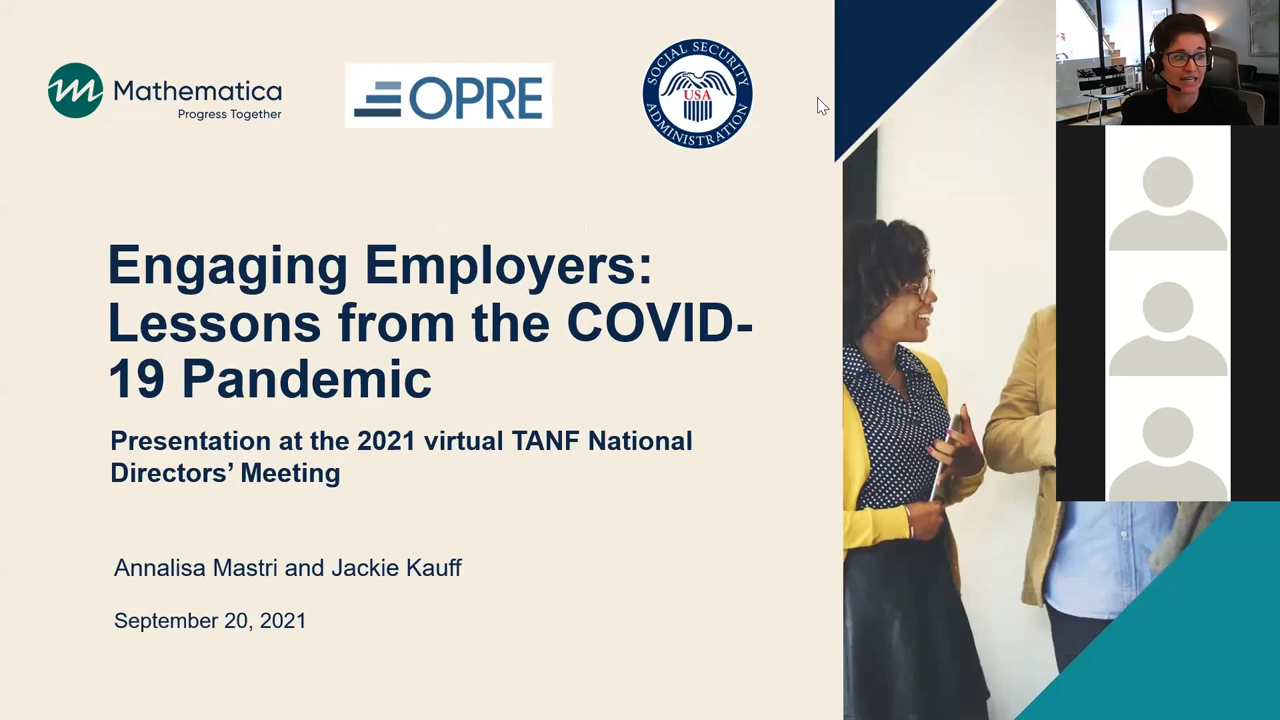 Mathematica
Progress Together
OPRE
SOCIAL SECURITY
USA
ADMINISTRATION
Engaging Employers:
Lessons from the COVID-
19 Pandemic
Presentation at the 2021 virtual TANF National
Directors’ Meeting
Annalisa Mastri and Jackie Kauff
September 20, 2021